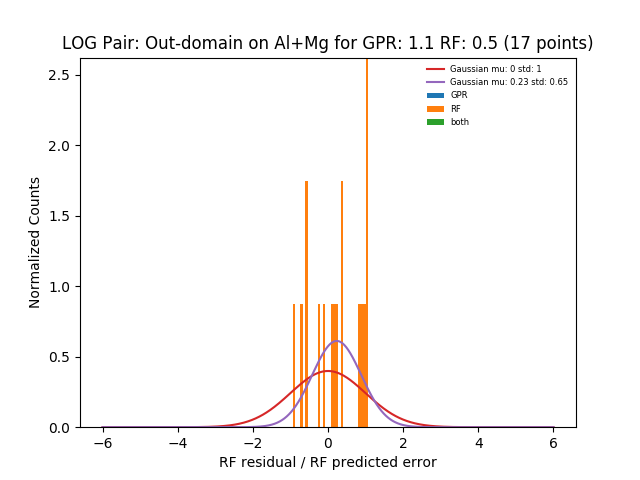 LOG Pair: Out-domain on Al+Mg for GPR: 1.1 RF: 0.5 (17 points)
Gaussian mu: 0 std: 1
Gaussian mu: 0.23 std: 0.65
GPR
RF
both
Normalized Counts
2.5
2.0
1.5
1.0
0.5
0.0
−6 −4 −2 0 2 4 6
RF residual / RF predicted error